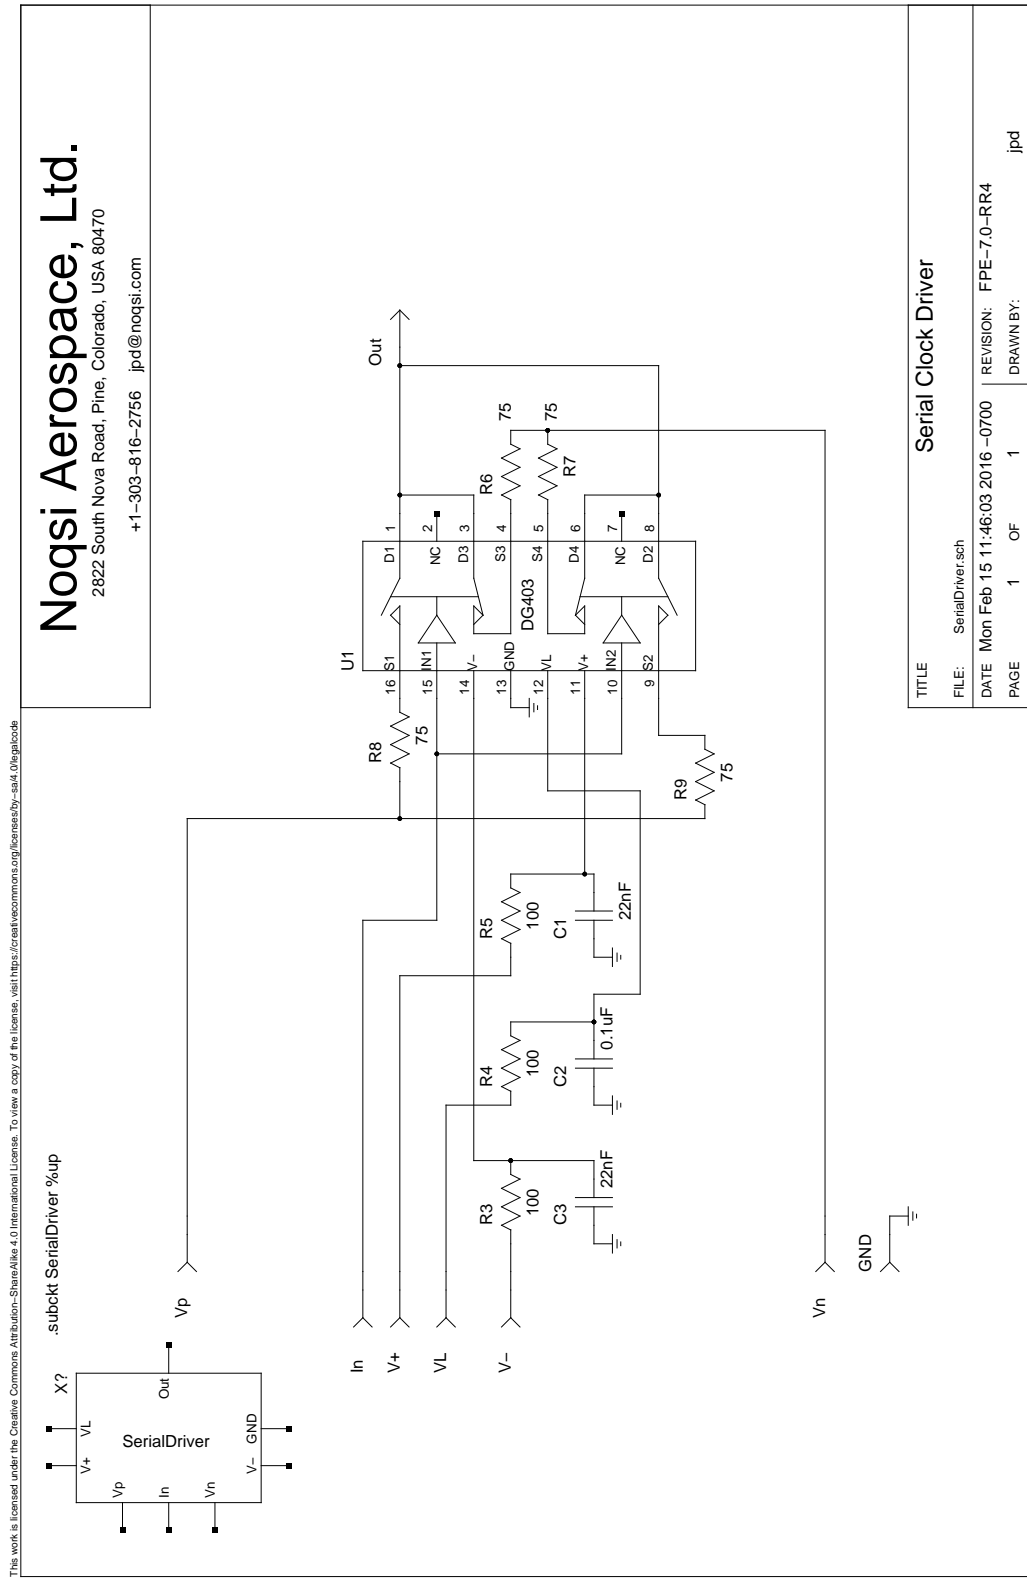 This work is licensed under the Creative Commons Attribution−ShareAlike 4.0 International License. To view a copy of the license, visit https://creativecommons.org/licenses/by−sa/4.0/legalcode
Noqsi Aerospace, Ltd.
2822 South Nova Road, Pine, Colorado, USA 80470
+1−303−816−2756 jpd@noqsi.com
.subckt SerialDriver %up
X?
V+
VL
Vp
In
Vn
SerialDriver
Out
V−
GND
Vp
In
V+
VL
V−
Vn
GND
R3
100
C3
22nF
R4
100
C2
0.1uF
R5
100
C1
22nF
R8
75
R9
75
U1
16
S1
15
IN1
14
V−
13
GND
12
VL
11
V+
10
IN2
9
S2
DG403
D1
1
NC
2
D3
3
S3
4
S4
5
D4
6
NC
7
D2
8
R6
75
R7
75
Out
TITLE
Serial Clock Driver
FILE: SerialDriver.sch
DATE Mon Feb 15 11:46:03 2016 −0700
REVISION: FPE−7.0−RR4
PAGE 1 OF 1
DRAWN BY: jpd